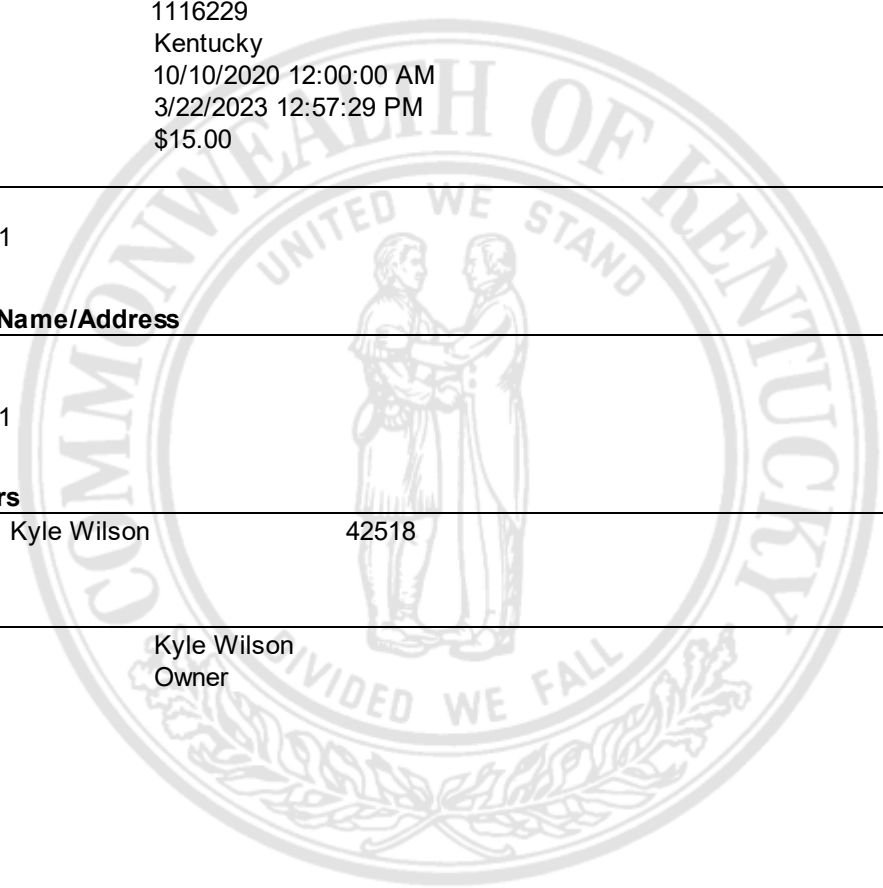 1116229
Kentucky
10/10/2020 12:00:00 AM
3/22/2023 12:57:29 PM
$15.00
1
Name/Address
1
rs
Kyle Wilson 42518
Kyle Wilson
Owner
COMMONWEALTH OF KENTUCKY
UNITED WE STAND
DIVIDED WE FALL